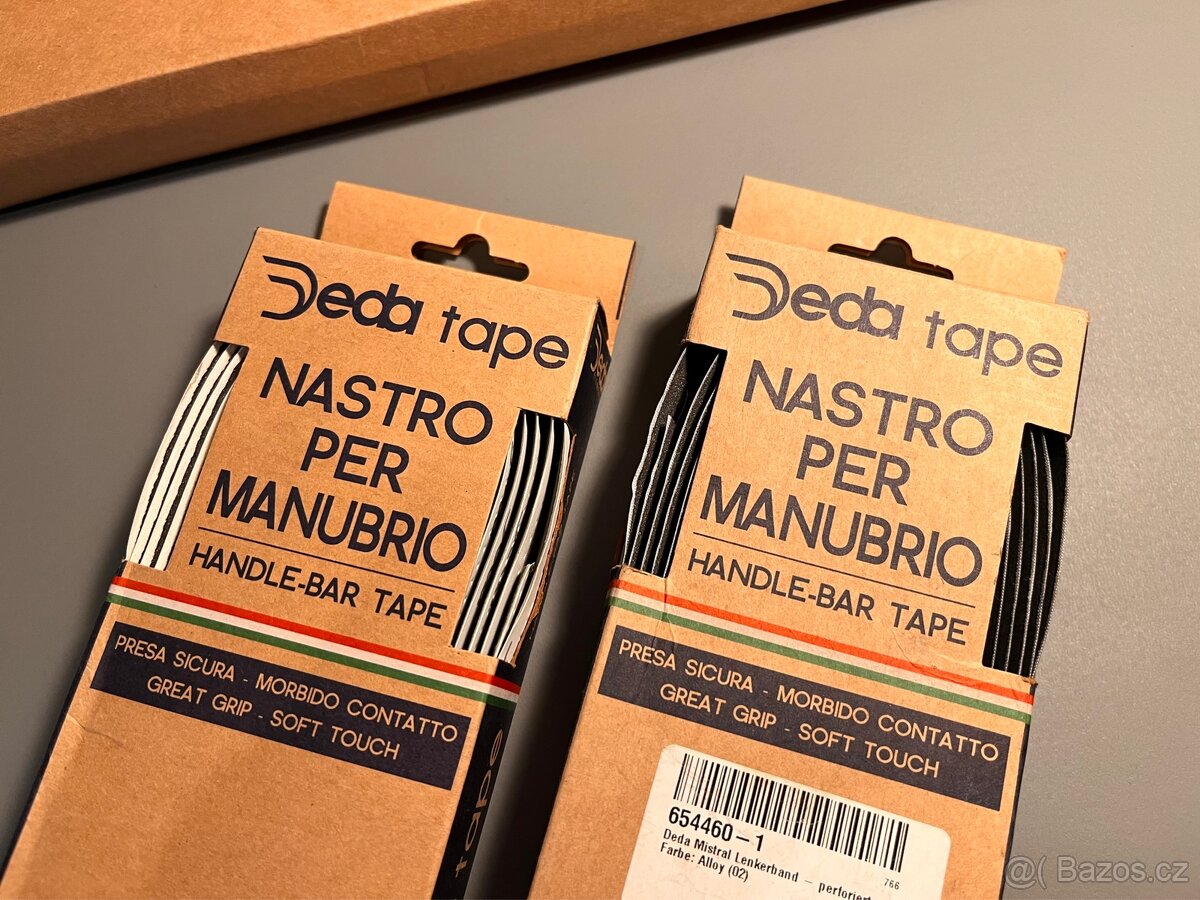 Deda tape
NASTRO
PER
MANUBRIO
HANDLE-BAR TAPE
PRESA SICURA - MORBIDO CONTATTO
GREAT GRIP - SOFT TOUCH
tape
Deda tape
NASTRO
PER
MANUBRIO
HANDLE-BAR TAPE
PRESA SICURA - MORBIDO CONTATTO
GREAT GRIP - SOFT TOUCH
654460-1
Deda Mistral Lenkerband - perforiert
Farbe: Alloy (02)
766
@( Bazos.cz